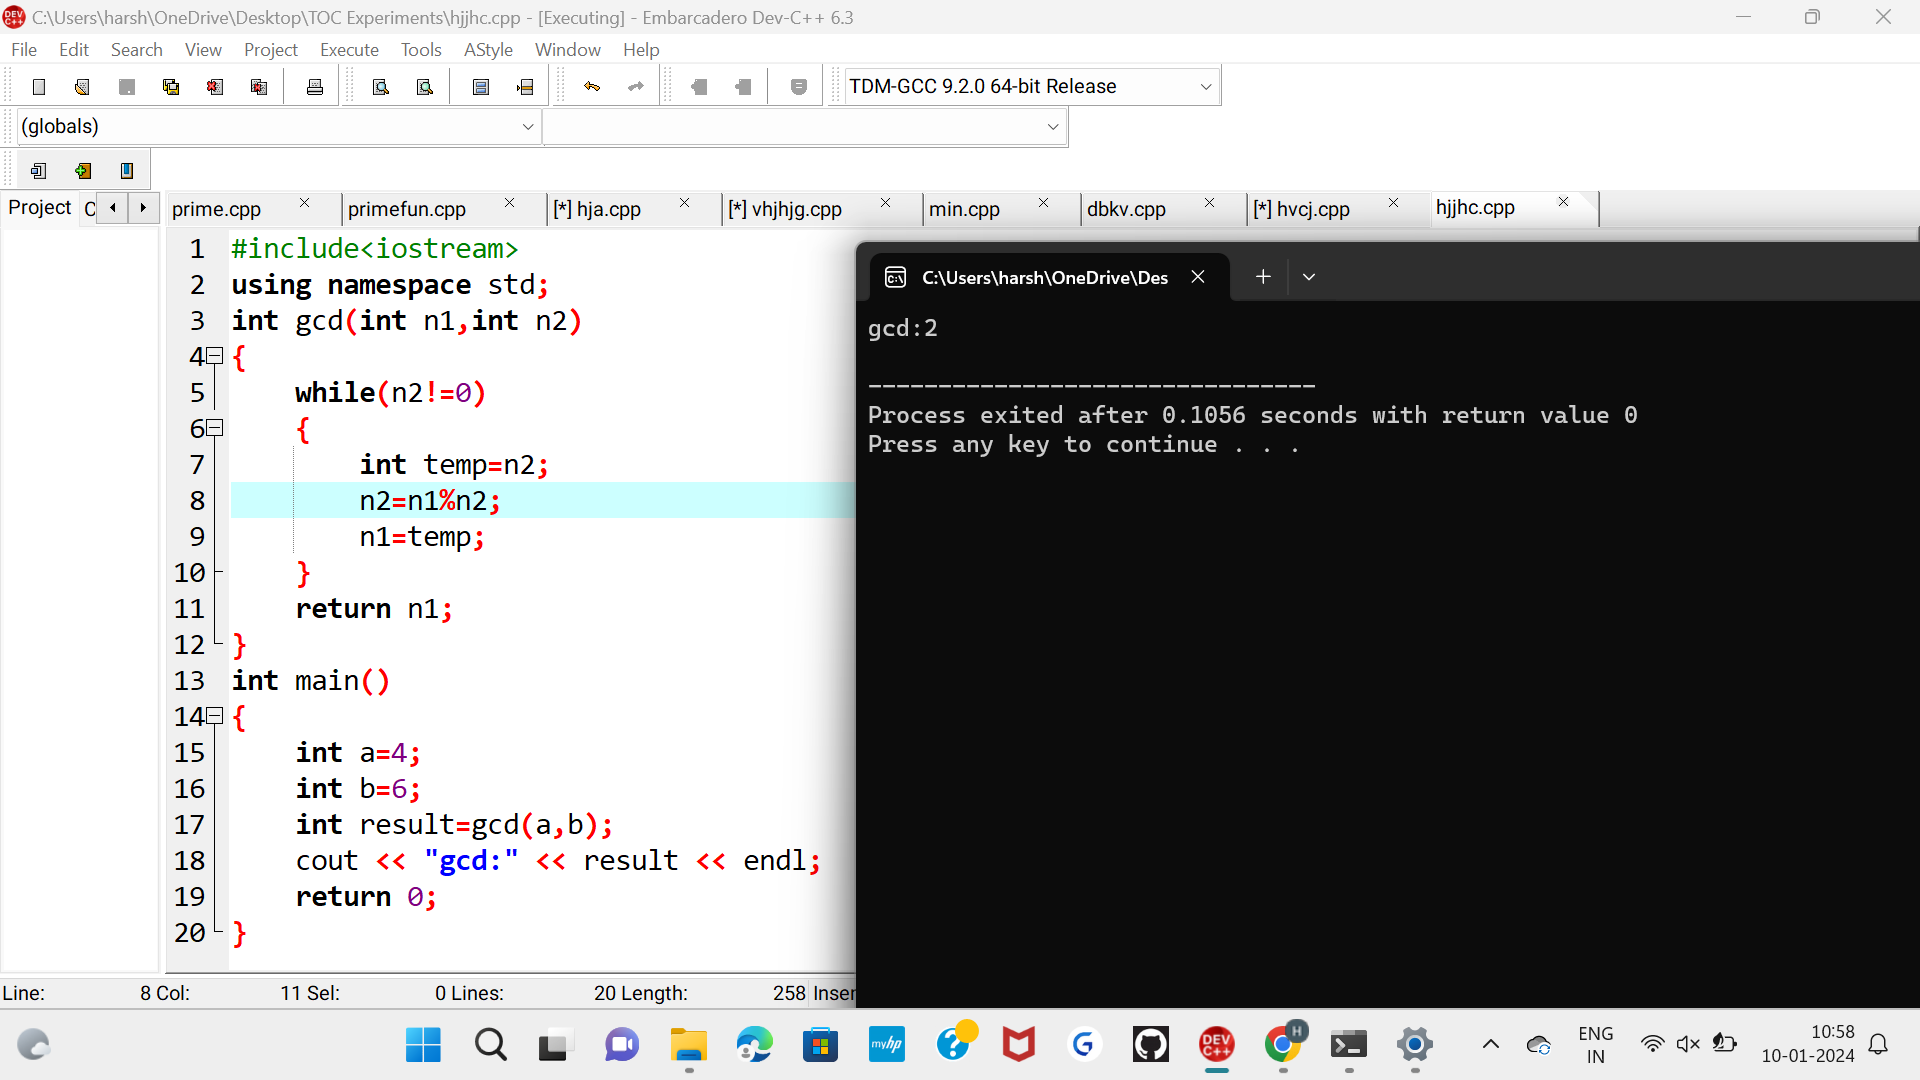 C:\Users\harsh\OneDrive\Desktop\TOC Experiments\hjjhc.cpp - [Executing] - Embarcadero Dev-C++ 6.3
File Edit Search View Project Execute Tools AStyle Window Help
TDM-GCC 9.2.0 64-bit Release
(globals)
Project C prime.cpp primefun.cpp [*] hja.cpp [*] vhjhjg.cpp min.cpp dbkv.cpp [*] hvcj.cpp hjjhc.cpp
1 #include<iostream>
2 using namespace std;
3 int gcd(int n1,int n2)
4 {
5 while(n2!=0)
6 {
7 int temp=n2;
8 n2=n1%n2;
9 n1=temp;
10 }
11 return n1;
12 }
13 int main()
14 {
15 int a=4;
16 int b=6;
17 int result=gcd(a,b);
18 cout << "gcd:" << result << endl;
19 return 0;
20 }
C:\Users\harsh\OneDrive\Des
gcd:2
--------------------------------
Process exited after 0.1056 seconds with return value 0
Press any key to continue . . .
Line: 8 Col: 11 Sel: 0 Lines: 20 Length: 258 Inser
DEV C++
myhp
H
ENG
IN
10:58
10-01-2024